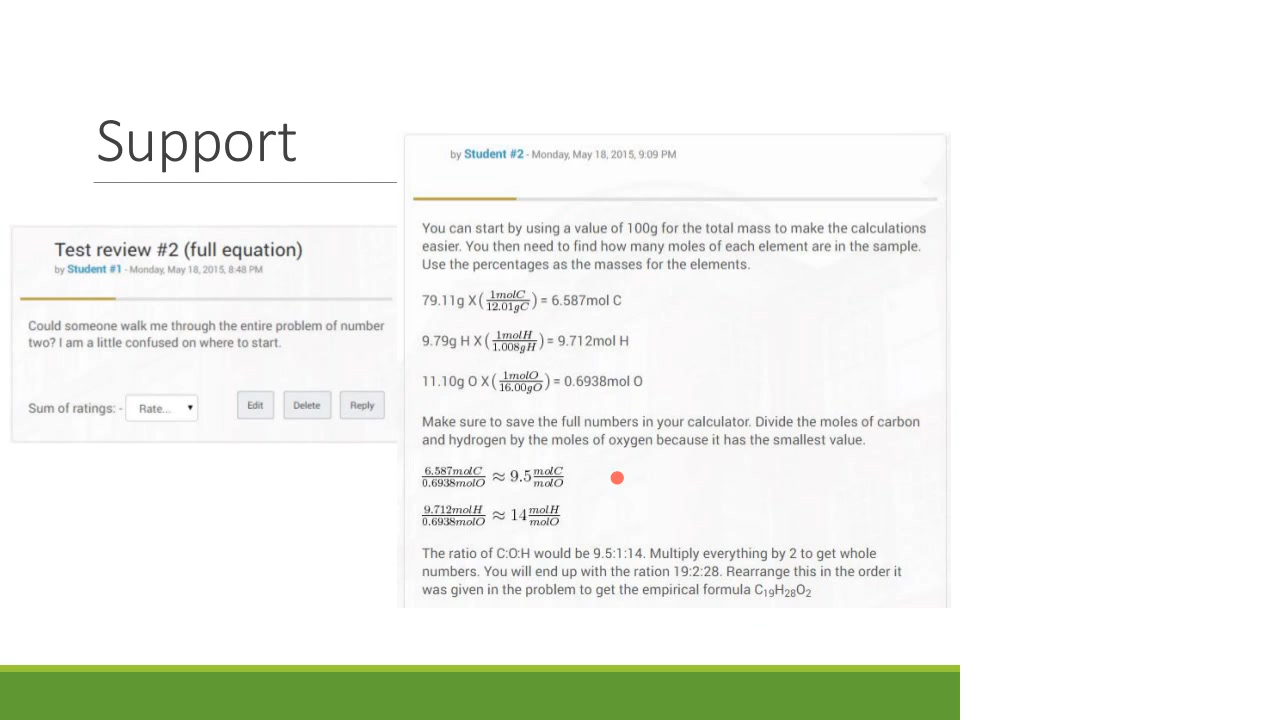 Support
Test review #2 (full equation)
by Student #1 - Monday, May 18, 2015, 8:48 PM
Could someone walk me through the entire problem of number
two? I am a little confused on where to start.
Sum of ratings: - Rate... Edit Delete Reply
by Student #2 - Monday, May 18, 2015, 9:09 PM
You can start by using a value of 100g for the total mass to make the calculations
easier. You then need to find how many moles of each element are in the sample.
Use the percentages as the masses for the elements.
79.11g X (1molC/12.01gC) = 6.587mol C
9.79g H X (1molH/1.008gH) = 9.712mol H
11.10g O X (1molO/16.00gO) = 0.6938mol O
Make sure to save the full numbers in your calculator. Divide the moles of carbon
and hydrogen by the moles of oxygen because it has the smallest value.
6.587molC/0.6938molO ≈ 9.5 molC/molO
9.712molH/0.6938molO ≈ 14 molH/molO
The ratio of C:O:H would be 9.5:1:14. Multiply everything by 2 to get whole
numbers. You will end up with the ration 19:2:28. Rearrange this in the order it
was given in the problem to get the empirical formula C₁₉H₂₈O₂